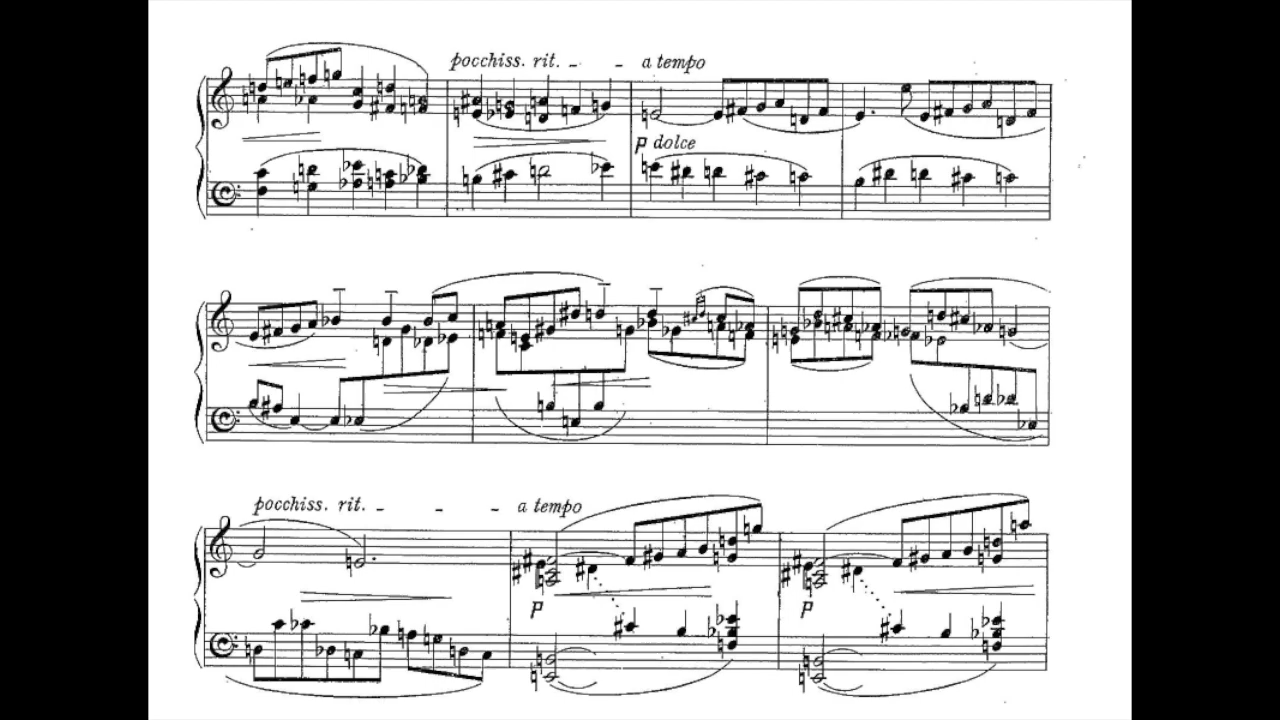 pocchiss. rit. - - a tempo
p dolce
pocchiss. rit. - - - a tempo
p p